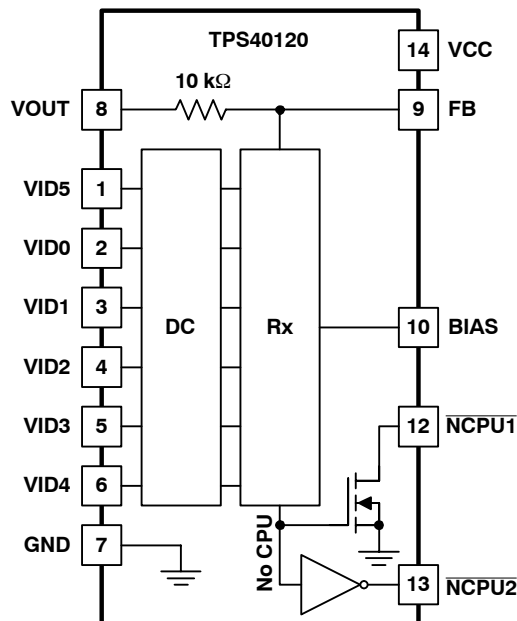 TPS40120
14 VCC
10 kΩ
VOUT 8
9 FB
VID5 1
VID0 2
VID1 3
DC
Rx
10 BIAS
VID2 4
VID3 5
12 NCPU1
VID4 6
GND 7
No CPU
13 NCPU2